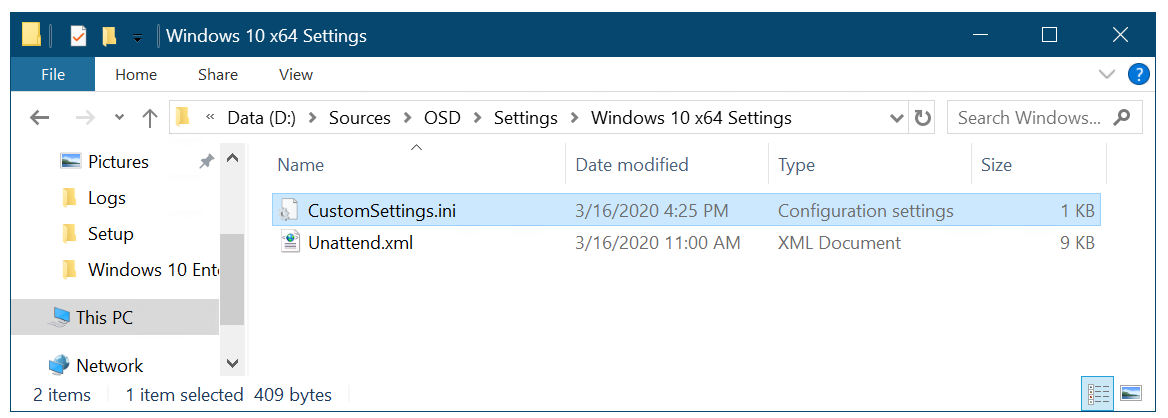 Windows 10 x64 Settings
File Home Share View ?
« Data (D:) > Sources > OSD > Settings > Windows 10 x64 Settings Search Windows...
Pictures
Logs
Setup
Windows 10 Ente
This PC
Network
Name Date modified Type Size
CustomSettings.ini 3/16/2020 4:25 PM Configuration settings 1 KB
Unattend.xml 3/16/2020 11:00 AM XML Document 9 KB
2 items 1 item selected 409 bytes